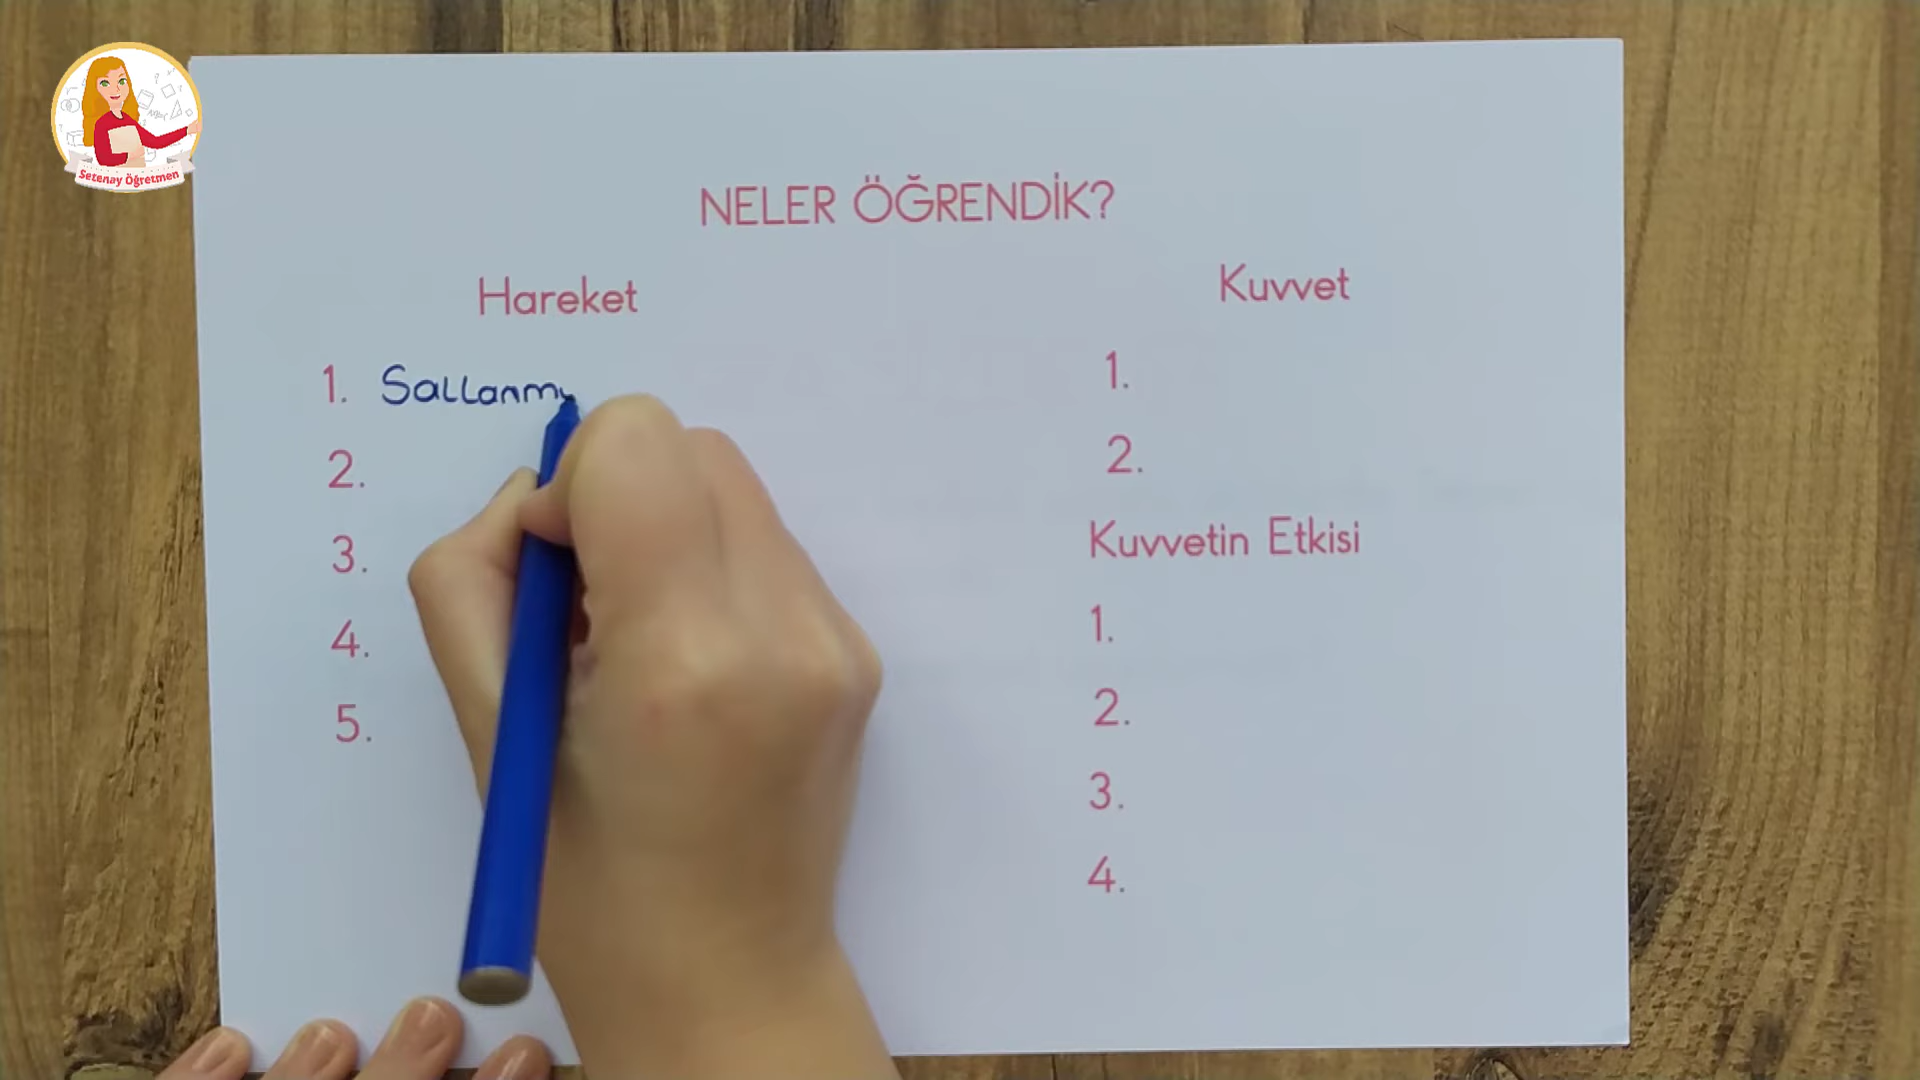 Setenay Öğretmen
NELER ÖĞRENDİK?
Hareket
1. Sallanm
2.
3.
4.
5.
Kuvvet
1.
2.
Kuvvetin Etkisi
1.
2.
3.
4.